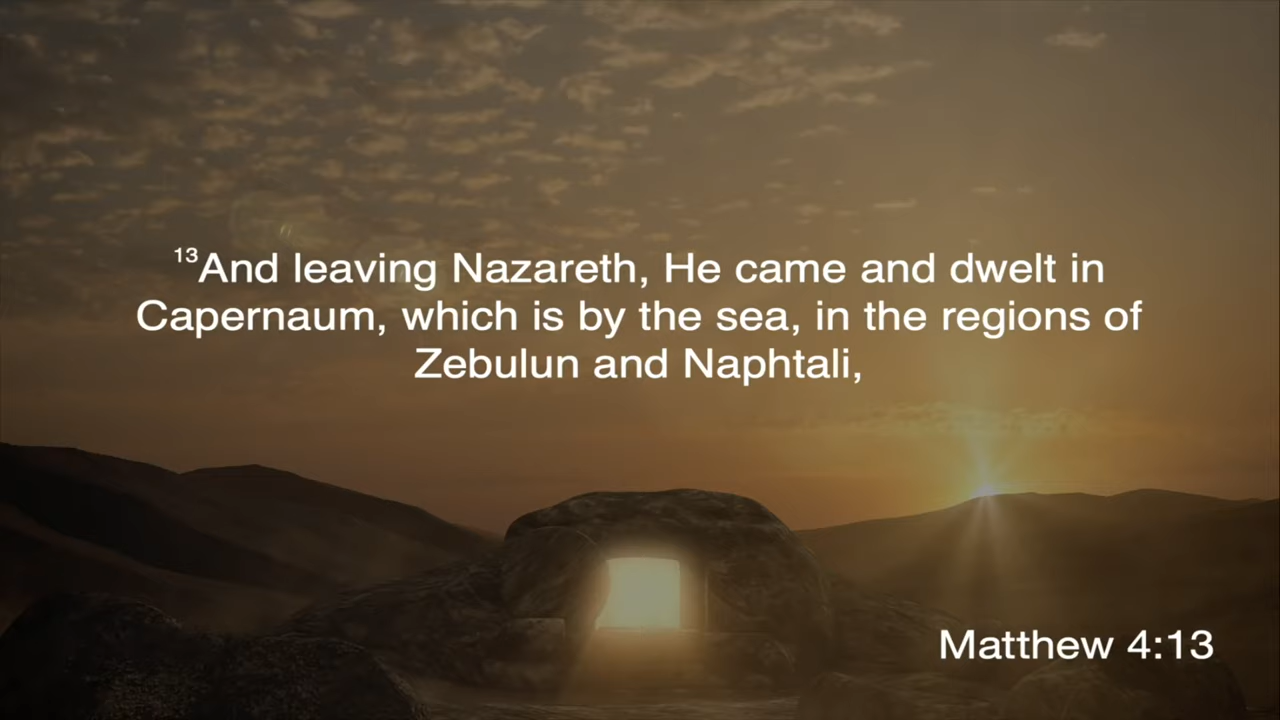 13And leaving Nazareth, He came and dwelt in
Capernaum, which is by the sea, in the regions of
Zebulun and Naphtali,
Matthew 4:13